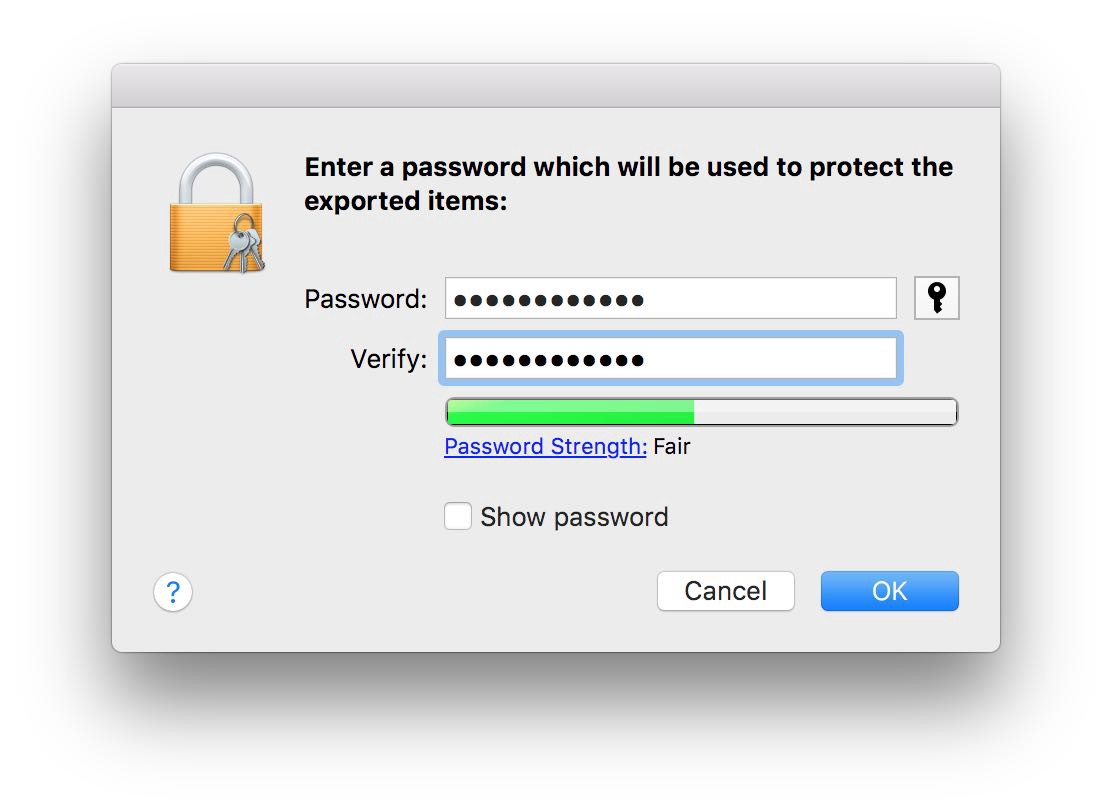 Enter a password which will be used to protect the
exported items:
Password: ●●●●●●●●●●●●
Verify: ●●●●●●●●●●●●
Password Strength: Fair
Show password
? Cancel OK